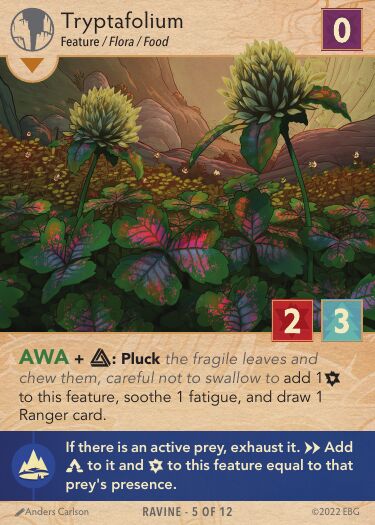 Tryptafolium
0
Feature / Flora / Food
2
3
AWA + : Pluck the fragile leaves and
chew them, careful not to swallow to add 1
to this feature, soothe 1 fatigue, and draw 1
Ranger card.
If there is an active prey, exhaust it. Add
to it and to this feature equal to that
prey's presence.
Anders Carlson
RAVINE - 5 OF 12
©2022 EBG